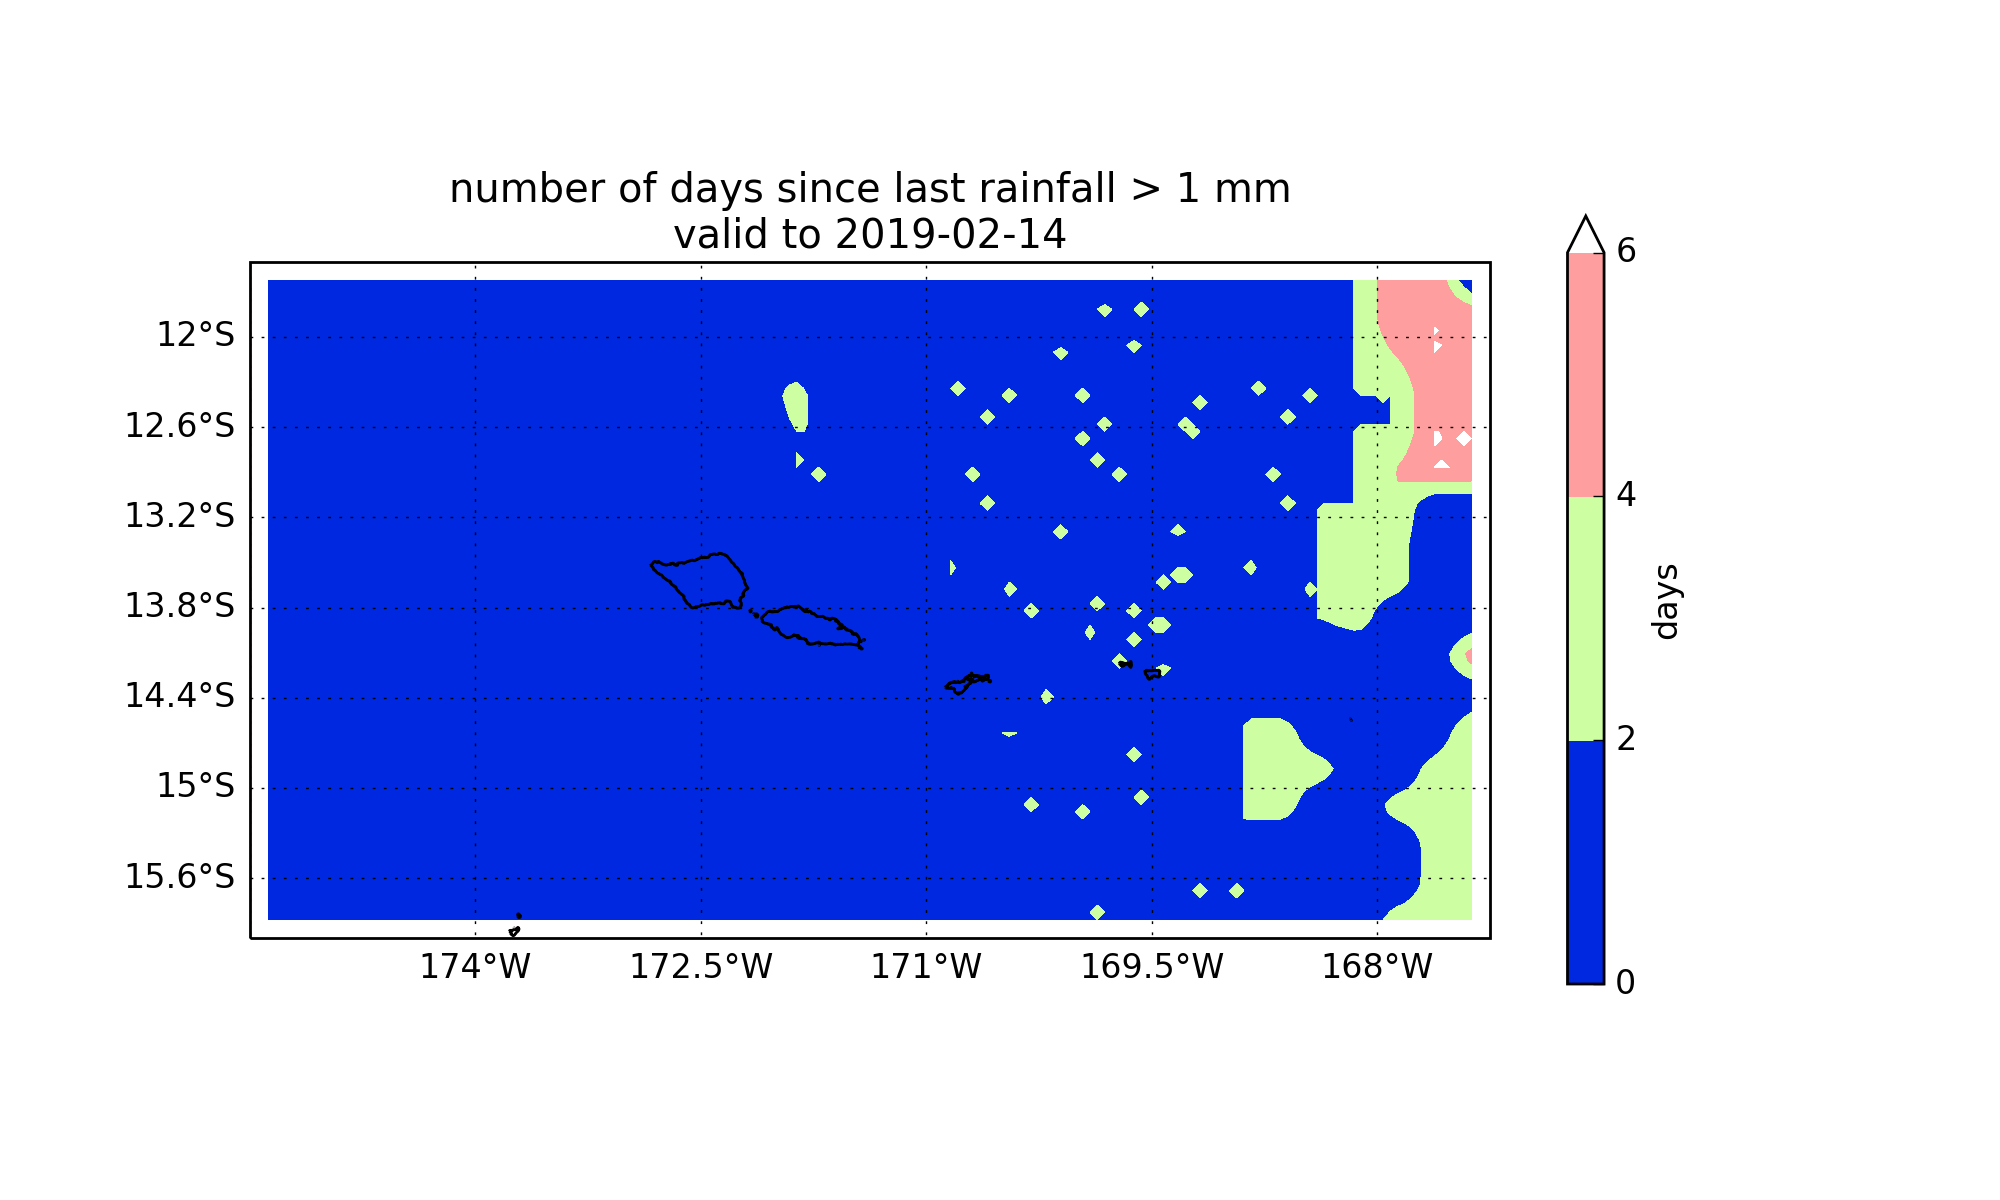 number of days since last rainfall > 1 mm
valid to 2019-02-14
12°S
12.6°S
13.2°S
13.8°S
14.4°S
15°S
15.6°S
174°W
172.5°W
171°W
169.5°W
168°W
6
4
2
0
days